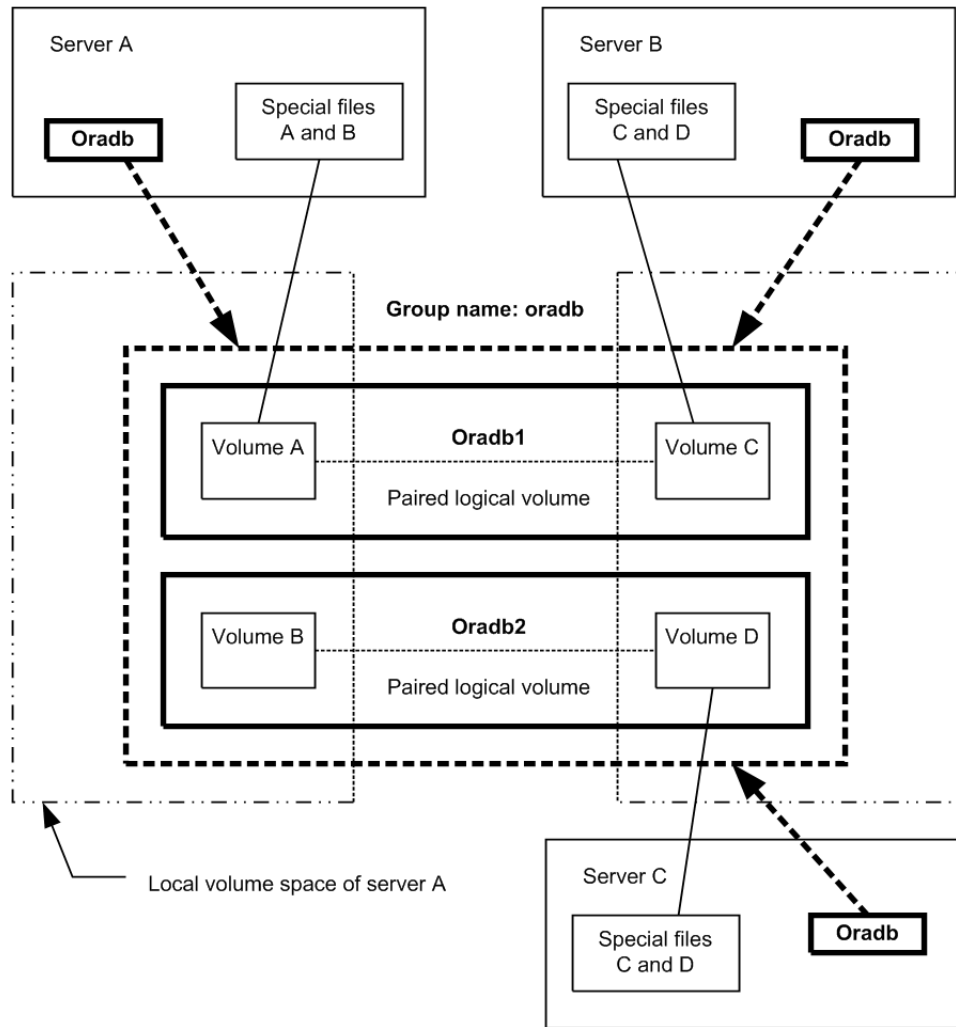 Server A
Special files
A and B
Oradb
Server B
Special files
C and D
Oradb
Group name: oradb
Volume A
Oradb1
Paired logical volume
Volume C
Volume B
Oradb2
Paired logical volume
Volume D
Local volume space of server A
Server C
Special files
C and D
Oradb